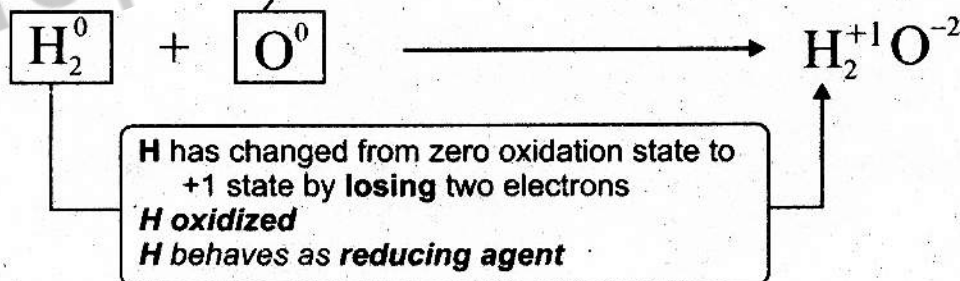 H₂⁰ + O⁰ ⟶ H₂⁺¹ O⁻²
H has changed from zero oxidation state to
+1 state by losing two electrons
H oxidized
H behaves as reducing agent